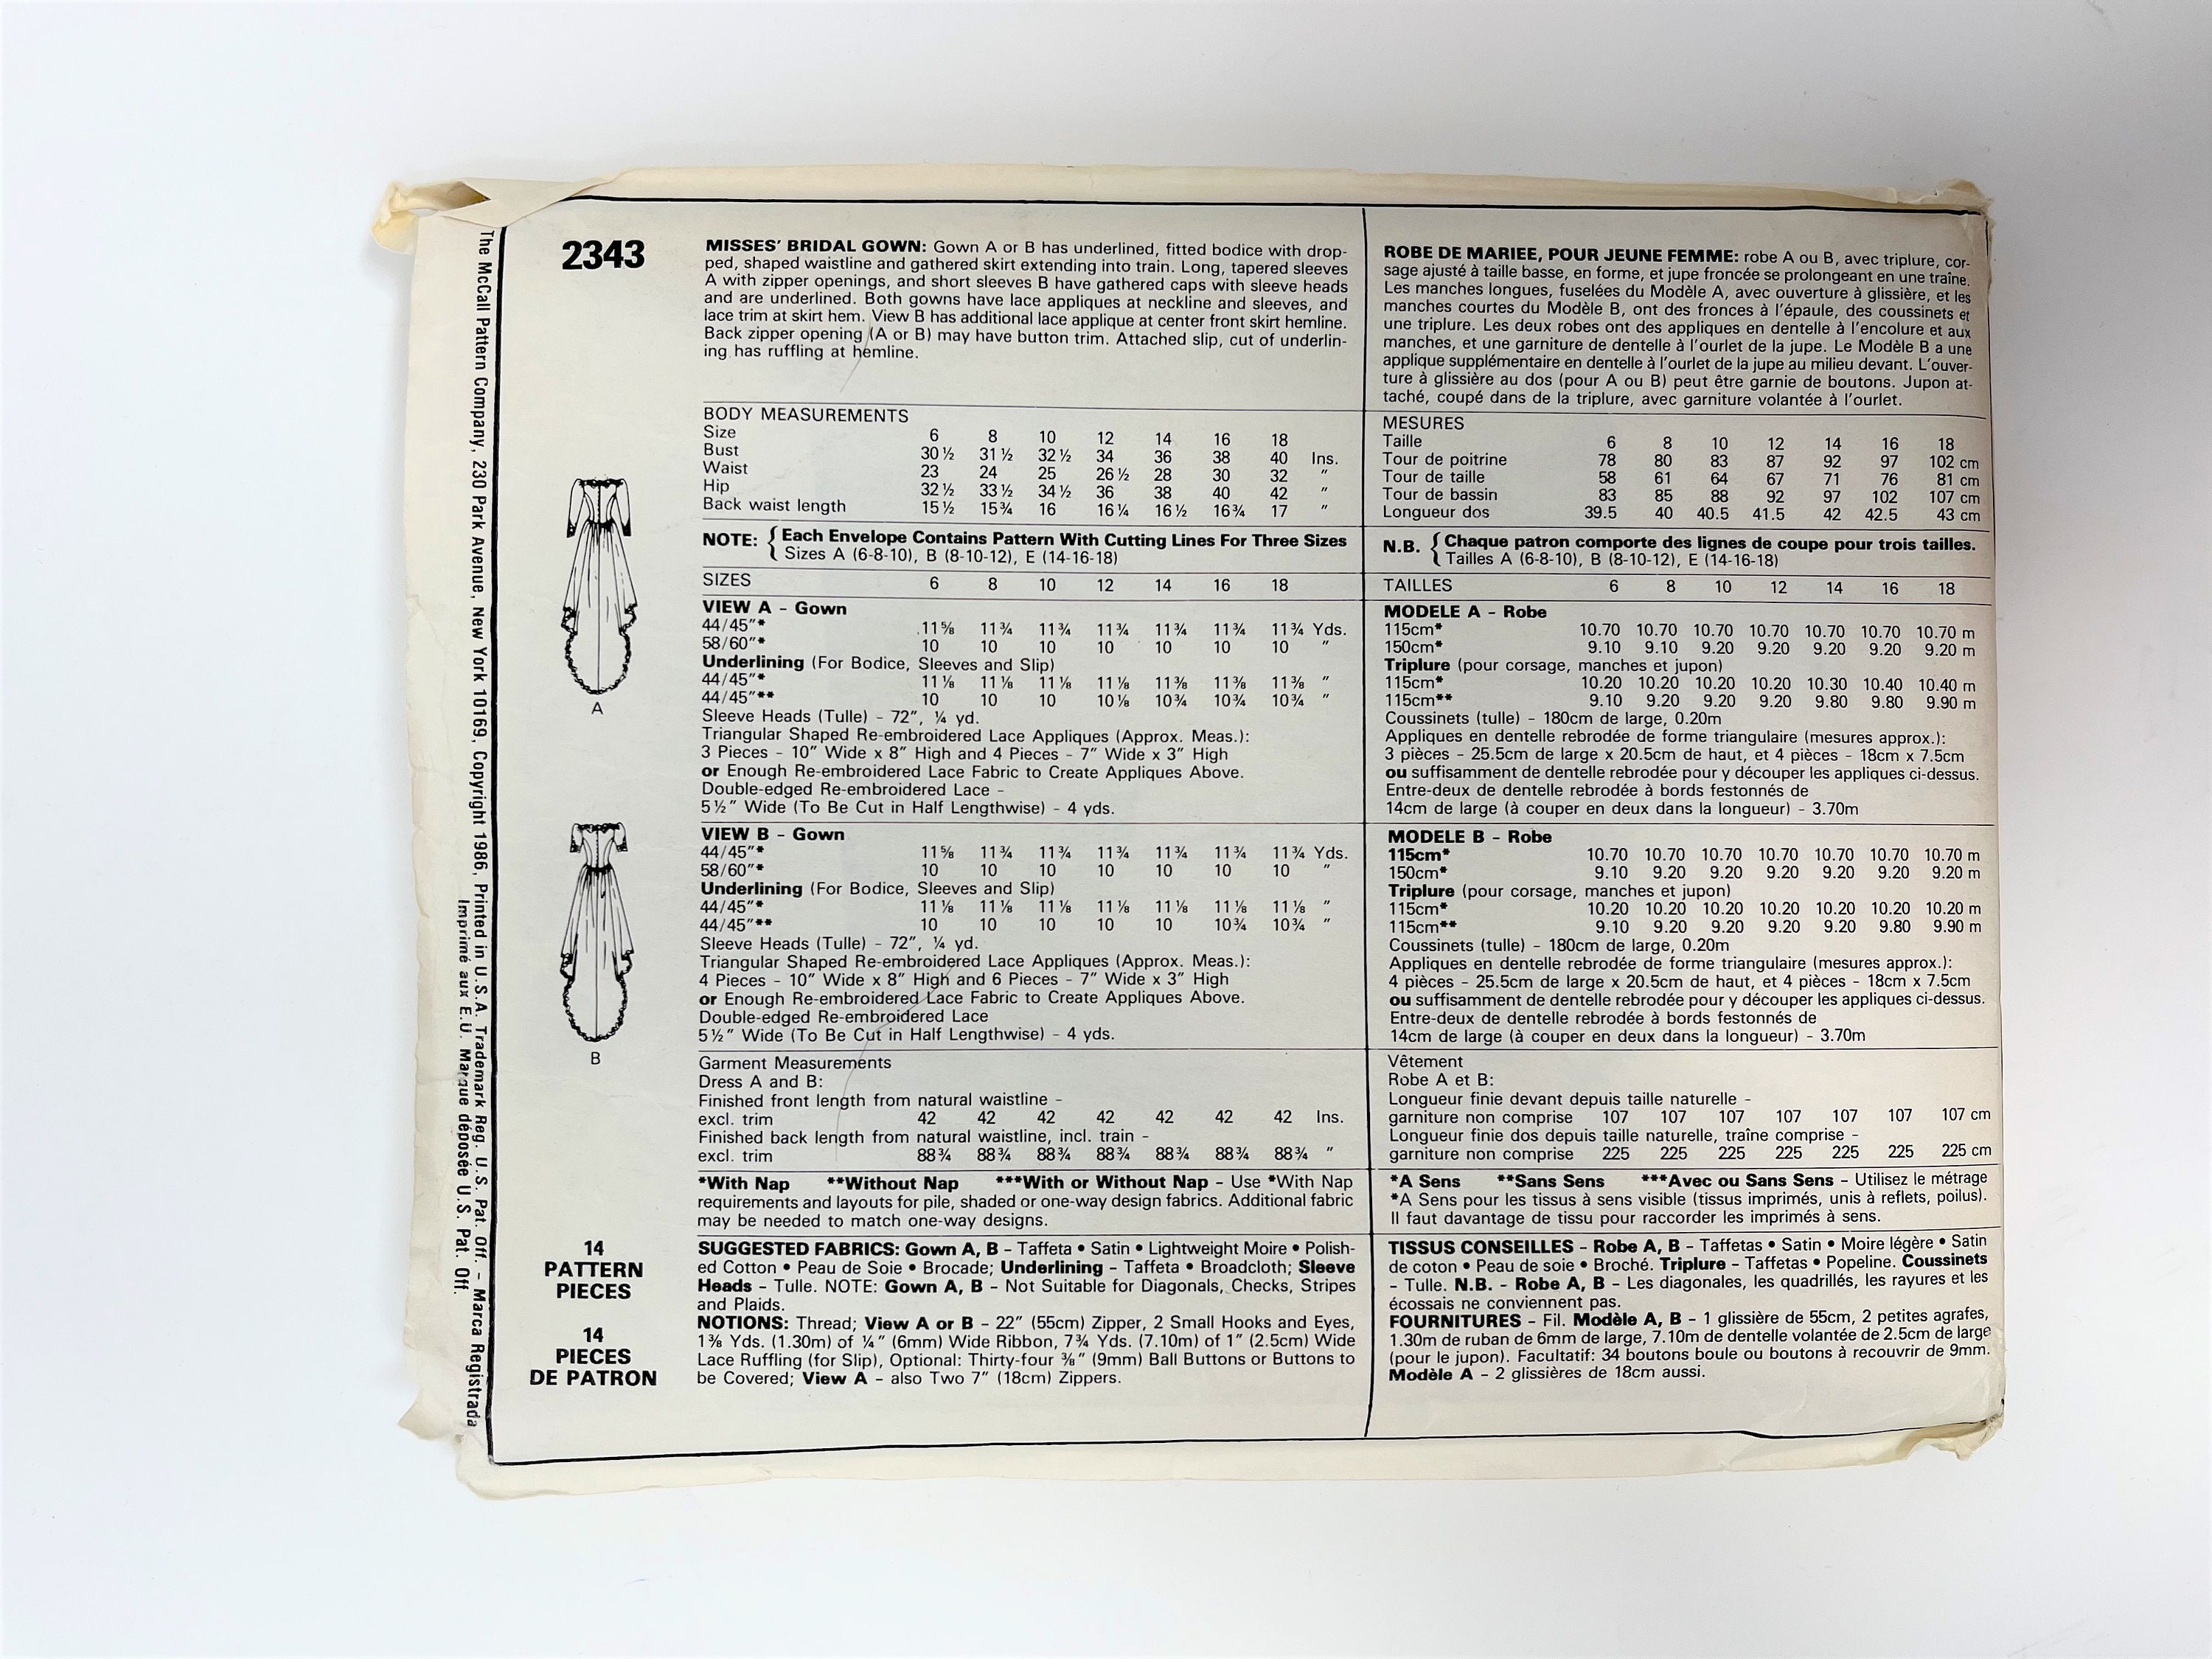 2343
The McCall Pattern Company, 230 Park Avenue, New York 10169, Copyright 1986, Printed in U.S.A. Trademark Reg. U.S. Pat. Off. - Marca Registrada
Imprimé aux E.U. Marque déposée U.S. Pat. Off.
A
B
14
PATTERN
PIECES
14
PIECES
DE PATRON
MISSES' BRIDAL GOWN: Gown A or B has underlined, fitted bodice with drop-
ped, shaped waistline and gathered skirt extending into train. Long, tapered sleeves
A with zipper openings, and short sleeves B have gathered caps with sleeve heads
and are underlined. Both gowns have lace appliques at neckline and sleeves, and
lace trim at skirt hem. View B has additional lace applique at center front skirt hemline.
Back zipper opening (A or B) may have button trim. Attached slip, cut of underlin-
ing has ruffling at hemline.
BODY MEASUREMENTS
Size 6 8 10 12 14 16 18
Bust 30½ 31½ 32½ 34 36 38 40 Ins.
Waist 23 24 25 26½ 28 30 32 "
Hip 32½ 33½ 34½ 36 38 40 42 "
Back waist length 15½ 15¾ 16 16¼ 16½ 16¾ 17 "
NOTE: { Each Envelope Contains Pattern With Cutting Lines For Three Sizes
Sizes A (6-8-10), B (8-10-12), E (14-16-18)
SIZES 6 8 10 12 14 16 18
VIEW A - Gown
44/45"* 11⅝ 11¾ 11¾ 11¾ 11¾ 11¾ 11¾ Yds.
58/60"* 10 10 10 10 10 10 10 "
Underlining (For Bodice, Sleeves and Slip)
44/45"* 11⅛ 11⅛ 11⅛ 11⅛ 11⅜ 11⅜ 11⅜ "
44/45"** 10 10 10 10⅛ 10¾ 10¾ 10¾ "
Sleeve Heads (Tulle) - 72", ¼ yd.
Triangular Shaped Re-embroidered Lace Appliques (Approx. Meas.):
3 Pieces - 10" Wide x 8" High and 4 Pieces - 7" Wide x 3" High
or Enough Re-embroidered Lace Fabric to Create Appliques Above.
Double-edged Re-embroidered Lace -
5½" Wide (To Be Cut in Half Lengthwise) - 4 yds.
VIEW B - Gown
44/45"* 11⅝ 11¾ 11¾ 11¾ 11¾ 11¾ 11¾ Yds.
58/60"* 10 10 10 10 10 10 10 "
Underlining (For Bodice, Sleeves and Slip)
44/45"* 11⅛ 11⅛ 11⅛ 11⅛ 11⅛ 11⅛ 11⅛ "
44/45"** 10 10 10 10 10 10¾ 10¾ "
Sleeve Heads (Tulle) - 72", ¼ yd.
Triangular Shaped Re-embroidered Lace Appliques (Approx. Meas.):
4 Pieces - 10" Wide x 8" High and 6 Pieces - 7" Wide x 3" High
or Enough Re-embroidered Lace Fabric to Create Appliques Above.
Double-edged Re-embroidered Lace
5½" Wide (To Be Cut in Half Lengthwise) - 4 yds.
Garment Measurements
Dress A and B:
Finished front length from natural waistline -
excl. trim 42 42 42 42 42 42 42 Ins.
Finished back length from natural waistline, incl. train -
excl. trim 88¾ 88¾ 88¾ 88¾ 88¾ 88¾ 88¾ "
*With Nap **Without Nap ***With or Without Nap - Use *With Nap
requirements and layouts for pile, shaded or one-way design fabrics. Additional fabric
may be needed to match one-way designs.
SUGGESTED FABRICS: Gown A, B - Taffeta • Satin • Lightweight Moire • Polish-
ed Cotton • Peau de Soie • Brocade; Underlining - Taffeta • Broadcloth; Sleeve
Heads - Tulle. NOTE: Gown A, B - Not Suitable for Diagonals, Checks, Stripes
and Plaids.
NOTIONS: Thread; View A or B - 22" (55cm) Zipper, 2 Small Hooks and Eyes,
1⅜ Yds. (1.30m) of ¼" (6mm) Wide Ribbon, 7¾ Yds. (7.10m) of 1" (2.5cm) Wide
Lace Ruffling (for Slip), Optional: Thirty-four ⅜" (9mm) Ball Buttons or Buttons to
be Covered; View A - also Two 7" (18cm) Zippers.
ROBE DE MARIEE, POUR JEUNE FEMME: robe A ou B, avec triplure, cor-
sage ajusté à taille basse, en forme, et jupe froncée se prolongeant en une traîne.
Les manches longues, fuselées du Modèle A, avec ouverture à glissière, et les
manches courtes du Modèle B, ont des fronces à l'épaule, des coussinets et
une triplure. Les deux robes ont des appliques en dentelle à l'encolure et aux
manches, et une garniture de dentelle à l'ourlet de la jupe. Le Modèle B a une
applique supplémentaire en dentelle à l'ourlet de la jupe au milieu devant. L'ouver-
ture à glissière au dos (pour A ou B) peut être garnie de boutons. Jupon at-
taché, coupé dans de la triplure, avec garniture volantée à l'ourlet.
MESURES
Taille 6 8 10 12 14 16 18
Tour de poitrine 78 80 83 87 92 97 102 cm
Tour de taille 58 61 64 67 71 76 81 cm
Tour de bassin 83 85 88 92 97 102 107 cm
Longueur dos 39.5 40 40.5 41.5 42 42.5 43 cm
N.B. { Chaque patron comporte des lignes de coupe pour trois tailles.
Tailles A (6-8-10), B (8-10-12), E (14-16-18)
TAILLES 6 8 10 12 14 16 18
MODELE A - Robe
115cm* 10.70 10.70 10.70 10.70 10.70 10.70 10.70 m
150cm* 9.10 9.10 9.20 9.20 9.20 9.20 9.20 m
Triplure (pour corsage, manches et jupon)
115cm* 10.20 10.20 10.20 10.20 10.30 10.40 10.40 m
115cm** 9.10 9.20 9.20 9.20 9.80 9.80 9.90 m
Coussinets (tulle) - 180cm de large, 0.20m
Appliques en dentelle rebrodée de forme triangulaire (mesures approx.):
3 pièces - 25.5cm de large x 20.5cm de haut, et 4 pièces - 18cm x 7.5cm
ou suffisamment de dentelle rebrodée pour y découper les appliques ci-dessus.
Entre-deux de dentelle rebrodée à bords festonnés de
14cm de large (à couper en deux dans la longueur) - 3.70m
MODELE B - Robe
115cm* 10.70 10.70 10.70 10.70 10.70 10.70 10.70 m
150cm* 9.10 9.20 9.20 9.20 9.20 9.20 9.20 m
Triplure (pour corsage, manches et jupon)
115cm* 10.20 10.20 10.20 10.20 10.20 10.20 10.20 m
115cm** 9.10 9.20 9.20 9.20 9.20 9.80 9.90 m
Coussinets (tulle) - 180cm de large, 0.20m
Appliques en dentelle rebrodée de forme triangulaire (mesures approx.):
4 pièces - 25.5cm de large x 20.5cm de haut, et 4 pièces - 18cm x 7.5cm
ou suffisamment de dentelle rebrodée pour y découper les appliques ci-dessus.
Entre-deux de dentelle rebrodée à bords festonnés de
14cm de large (à couper en deux dans la longueur) - 3.70m
Vêtement
Robe A et B:
Longueur finie devant depuis taille naturelle -
garniture non comprise 107 107 107 107 107 107 107 cm
Longueur finie dos depuis taille naturelle, traîne comprise -
garniture non comprise 225 225 225 225 225 225 225 cm
*A Sens **Sans Sens ***Avec ou Sans Sens - Utilisez le métrage
*A Sens pour les tissus à sens visible (tissus imprimés, unis à reflets, poilus).
Il faut davantage de tissu pour raccorder les imprimés à sens.
TISSUS CONSEILLES - Robe A, B - Taffetas • Satin • Moire légère • Satin
de coton • Peau de soie • Broché. Triplure - Taffetas • Popeline. Coussinets
- Tulle. N.B. - Robe A, B - Les diagonales, les quadrillés, les rayures et les
écossais ne conviennent pas.
FOURNITURES - Fil. Modèle A, B - 1 glissière de 55cm, 2 petites agrafes,
1.30m de ruban de 6mm de large, 7.10m de dentelle volantée de 2.5cm de large
(pour le jupon). Facultatif: 34 boutons boule ou boutons à recouvrir de 9mm.
Modèle A - 2 glissières de 18cm aussi.